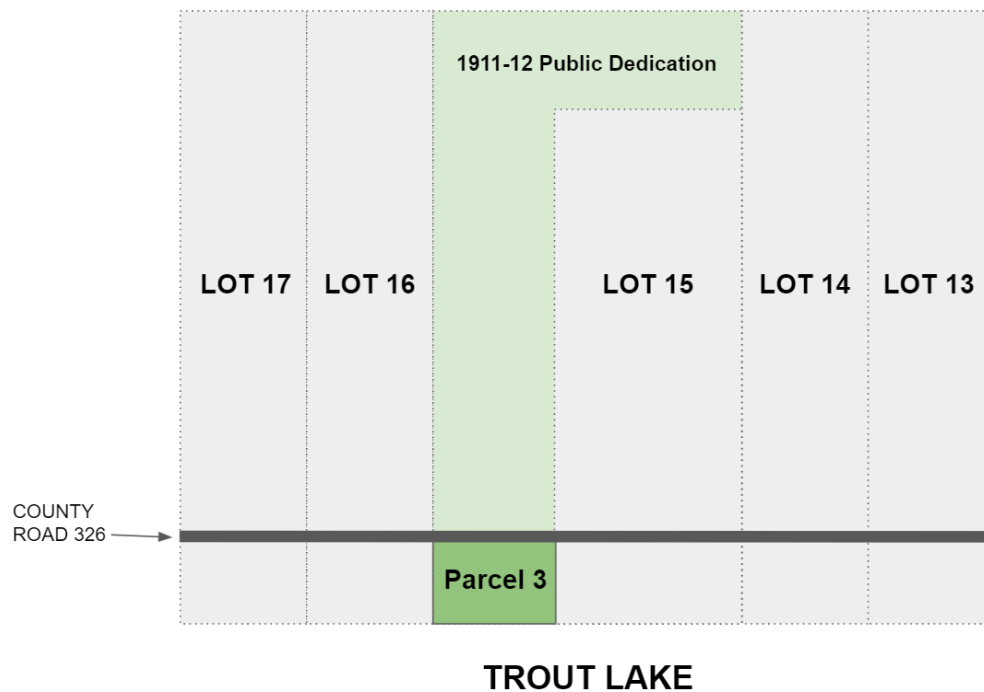 1911-12 Public Dedication
LOT 17
LOT 16
LOT 15
LOT 14
LOT 13
COUNTY
ROAD 326
Parcel 3
TROUT LAKE